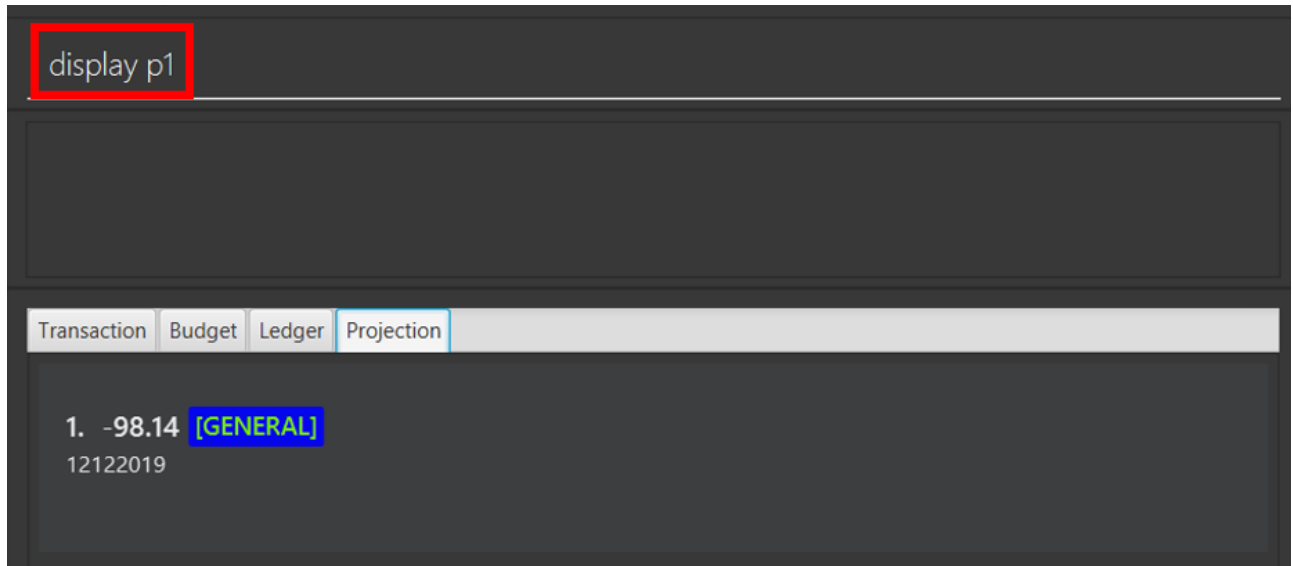 display p1
Transaction Budget Ledger Projection
1. -98.14 [GENERAL]
12122019